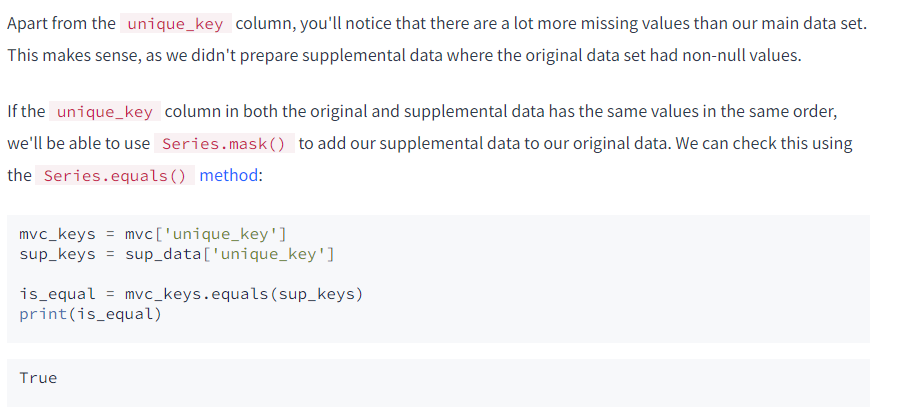 Apart from the unique_key column, you'll notice that there are a lot more missing values than our main data set.
This makes sense, as we didn't prepare supplemental data where the original data set had non-null values.
If the unique_key column in both the original and supplemental data has the same values in the same order,
we'll be able to use Series.mask() to add our supplemental data to our original data. We can check this using
the Series.equals() method:
mvc_keys = mvc['unique_key']
sup_keys = sup_data['unique_key']
is_equal = mvc_keys.equals(sup_keys)
print(is_equal)
True